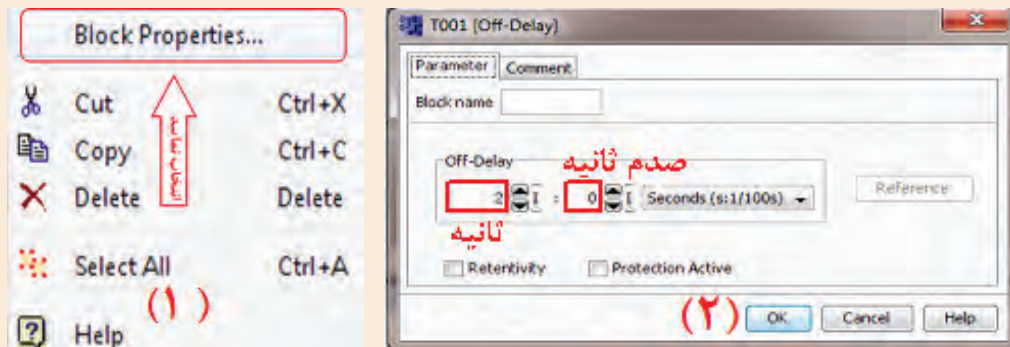 Block Properties...
Cut Ctrl+X
Copy Ctrl+C
Delete Delete
Select All Ctrl+A
Help
انتخاب نمایید
(۱)
T001 [Off-Delay]
Parameter Comment
Block name
Off-Delay
صدم ثانیه
2 : 0 Seconds (s:1/100s)
Reference
ثانیه
Retentivity Protection Active
(۲)
OK Cancel Help